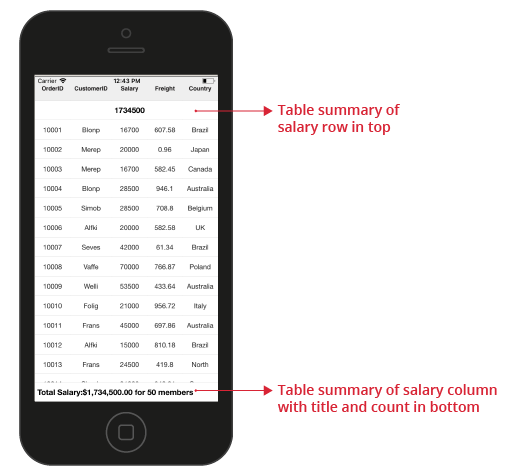 Carrier 12:43 PM
OrderID CustomerID Salary Freight Country
1734500
10001 Blonp 16700 607.58 Brazil
10002 Merep 20000 0.96 Japan
10003 Merep 16700 582.45 Canada
10004 Blonp 28500 946.1 Australia
10005 Simob 28500 708.8 Belgium
10006 Alfki 20000 582.58 UK
10007 Seves 42000 61.34 Brazil
10008 Vaffe 70000 766.87 Poland
10009 Welli 53500 433.64 Australia
10010 Folig 21000 956.72 Italy
10011 Frans 45000 697.86 Australia
10012 Alfki 15000 810.18 Brazil
10013 Frans 24500 419.8 North
Total Salary:$1,734,500.00 for 50 members
Table summary of
salary row in top
Table summary of salary column
with title and count in bottom